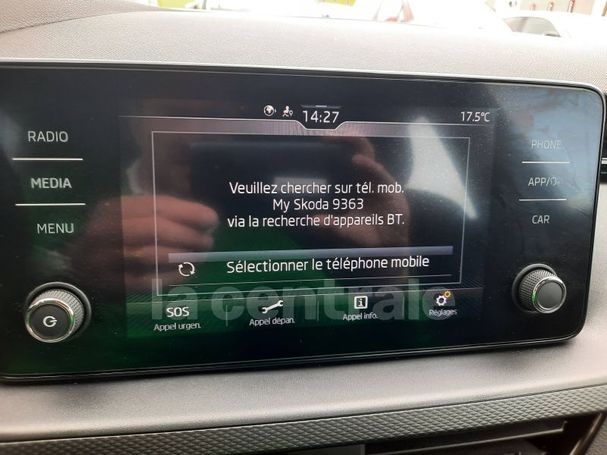 14:27
17.5°C
RADIO
MEDIA
MENU
PHONE
CAR
Veuillez chercher sur tél. mob.
My Skoda 9363
via la recherche d'appareils BT.
Sélectionner le téléphone mobile
SOS
Appel urgen.
Appel dépan.
Appel info.
Réglages
la centrale